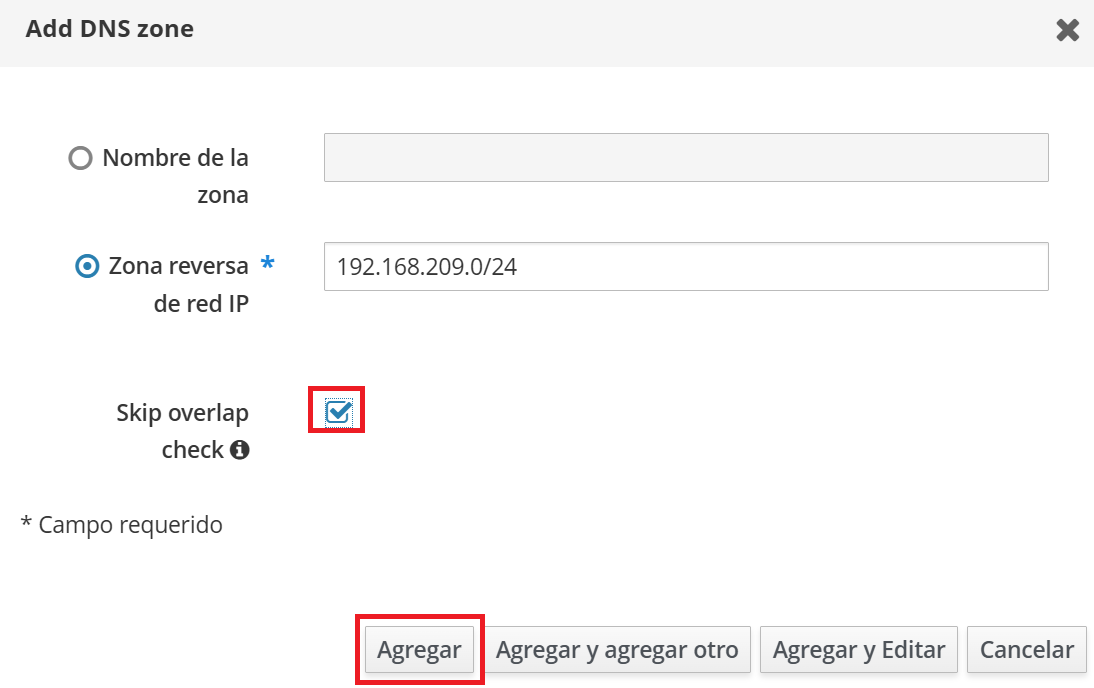 Add DNS zone
Nombre de la
zona
Zona reversa *
de red IP
192.168.209.0/24
Skip overlap
check
* Campo requerido
Agregar
Agregar y agregar otro
Agregar y Editar
Cancelar